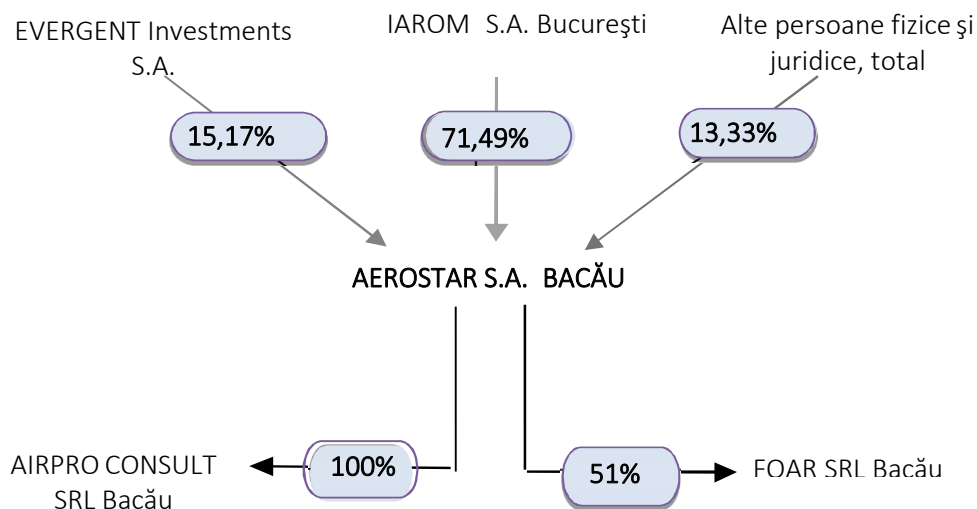 EVERGENT Investments
S.A.
IAROM S.A. Bucureşti
Alte persoane fizice şi
juridice, total
15,17%
71,49%
13,33%
AEROSTAR S.A. BACĂU
AIRPRO CONSULT
SRL Bacău
100%
51%
FOAR SRL Bacău